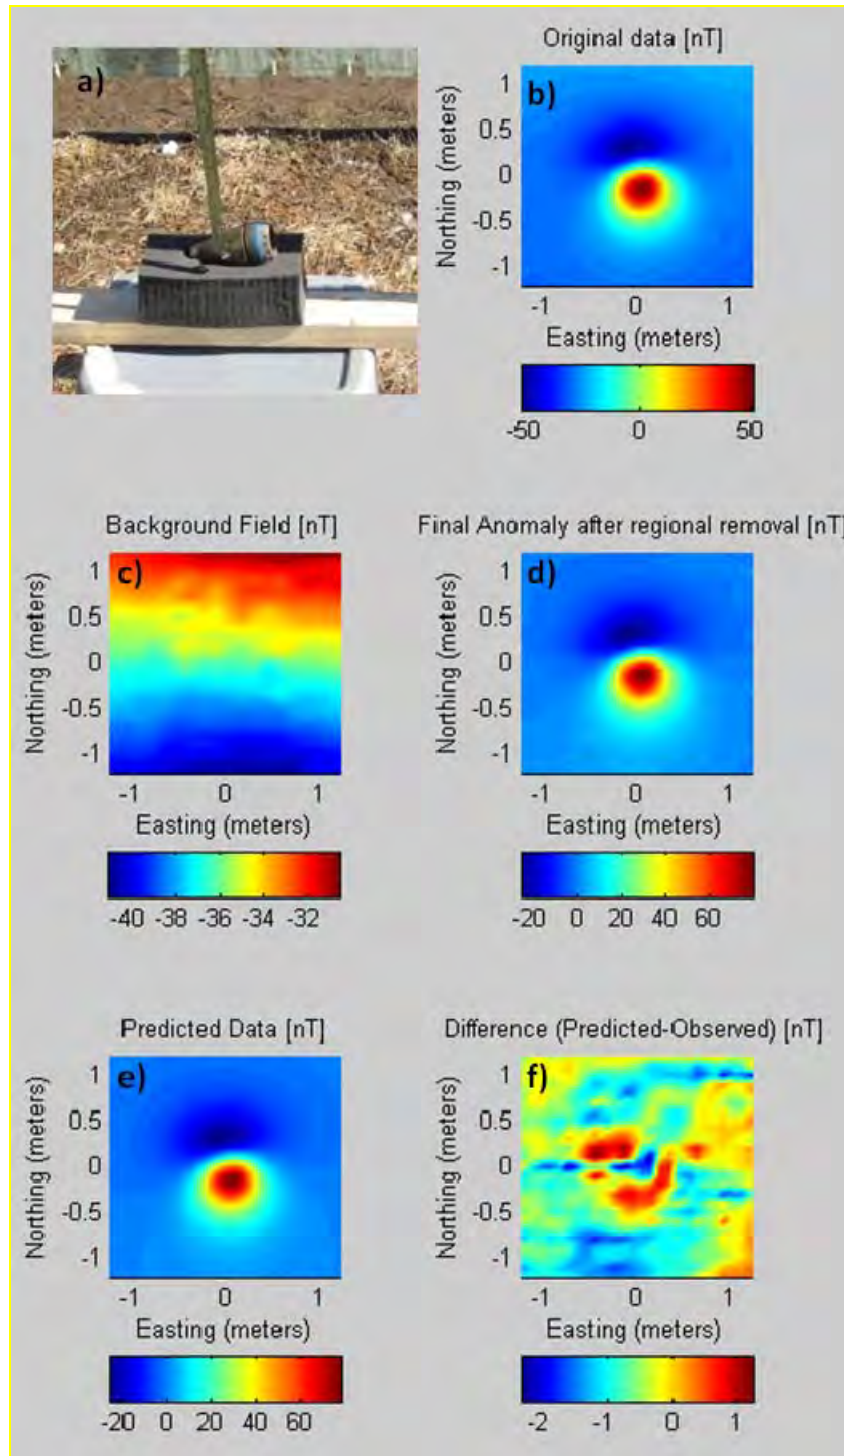 a)
Original data [nT]
b)
Northing (meters)
1
0.5
0
-0.5
-1
-1 0 1
Easting (meters)
-50 0 50
Background Field [nT]
c)
Northing (meters)
1
0.5
0
-0.5
-1
-1 0 1
Easting (meters)
-40 -38 -36 -34 -32
Final Anomaly after regional removal [nT]
d)
Northing (meters)
1
0.5
0
-0.5
-1
-1 0 1
Easting (meters)
-20 0 20 40 60
Predicted Data [nT]
e)
Northing (meters)
1
0.5
0
-0.5
-1
-1 0 1
Easting (meters)
-20 0 20 40 60
Difference (Predicted-Observed) [nT]
f)
Northing (meters)
1
0.5
0
-0.5
-1
-1 0 1
Easting (meters)
-2 -1 0 1